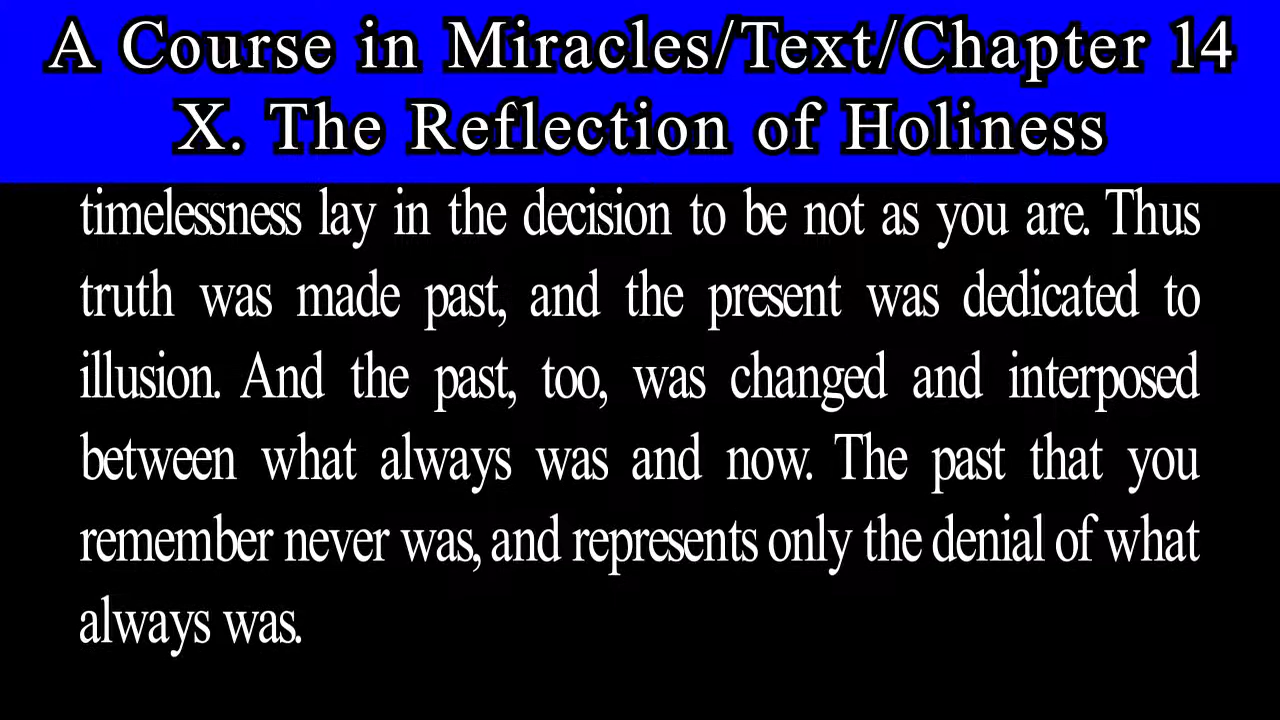 A Course in Miracles/Text/Chapter 14
X. The Reflection of Holiness
timelessness lay in the decision to be not as you are. Thus
truth was made past, and the present was dedicated to
illusion. And the past, too, was changed and interposed
between what always was and now. The past that you
remember never was, and represents only the denial of what
always was.